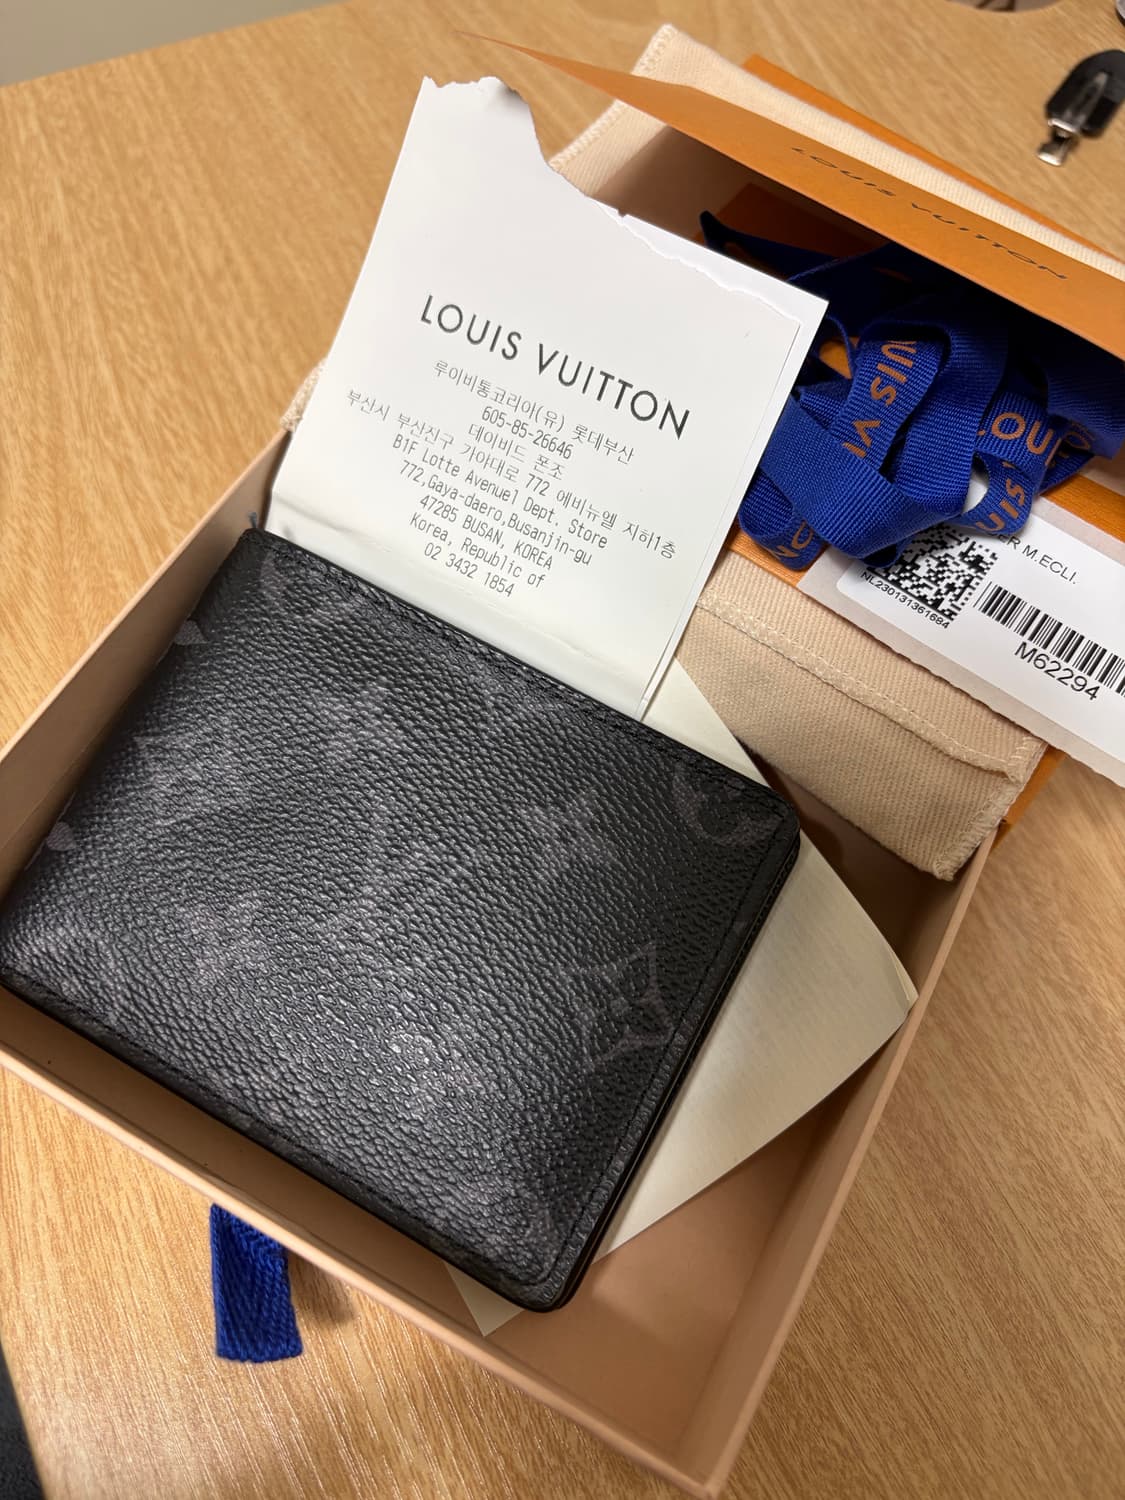 LOUIS VUITTON
LOUIS VUITTON
루이비통코리아(유) 롯데부산
605-85-26646
데이비드 폰조
부산시 부산진구 가야대로 772 에비뉴엘 지하1층
B1F Lotte Avenuel Dept. Store
772,Gaya-daero,Busanjin-gu
47285 BUSAN, KOREA
Korea, Republic of
02 3432 1854
OUIS V
LOUI
UIS
M.ECLI.
NL230131361684
M62294